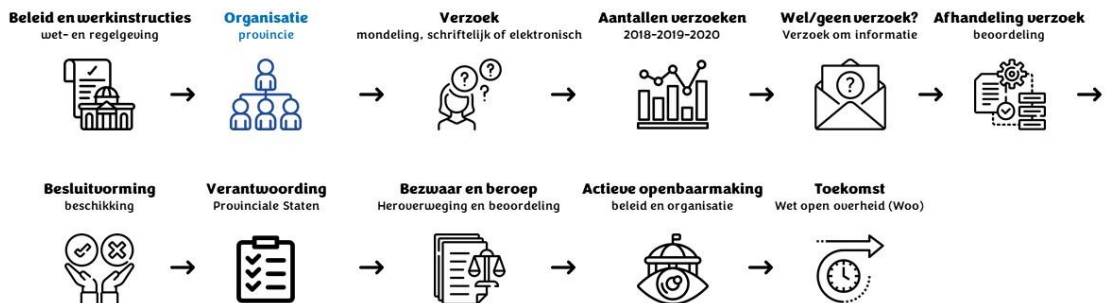 Beleid en werkinstructies
wet- en regelgeving
Organisatie
provincie
Verzoek
mondeling, schriftelijk of elektronisch
Aantallen verzoeken
2018-2019-2020
Wel/geen verzoek?
Verzoek om informatie
Afhandeling verzoek
beoordeling
Besluitvorming
beschikking
Verantwoording
Provinciale Staten
Bezwaar en beroep
Heroverweging en beoordeling
Actieve openbaarmaking
beleid en organisatie
Toekomst
Wet open overheid (Woo)